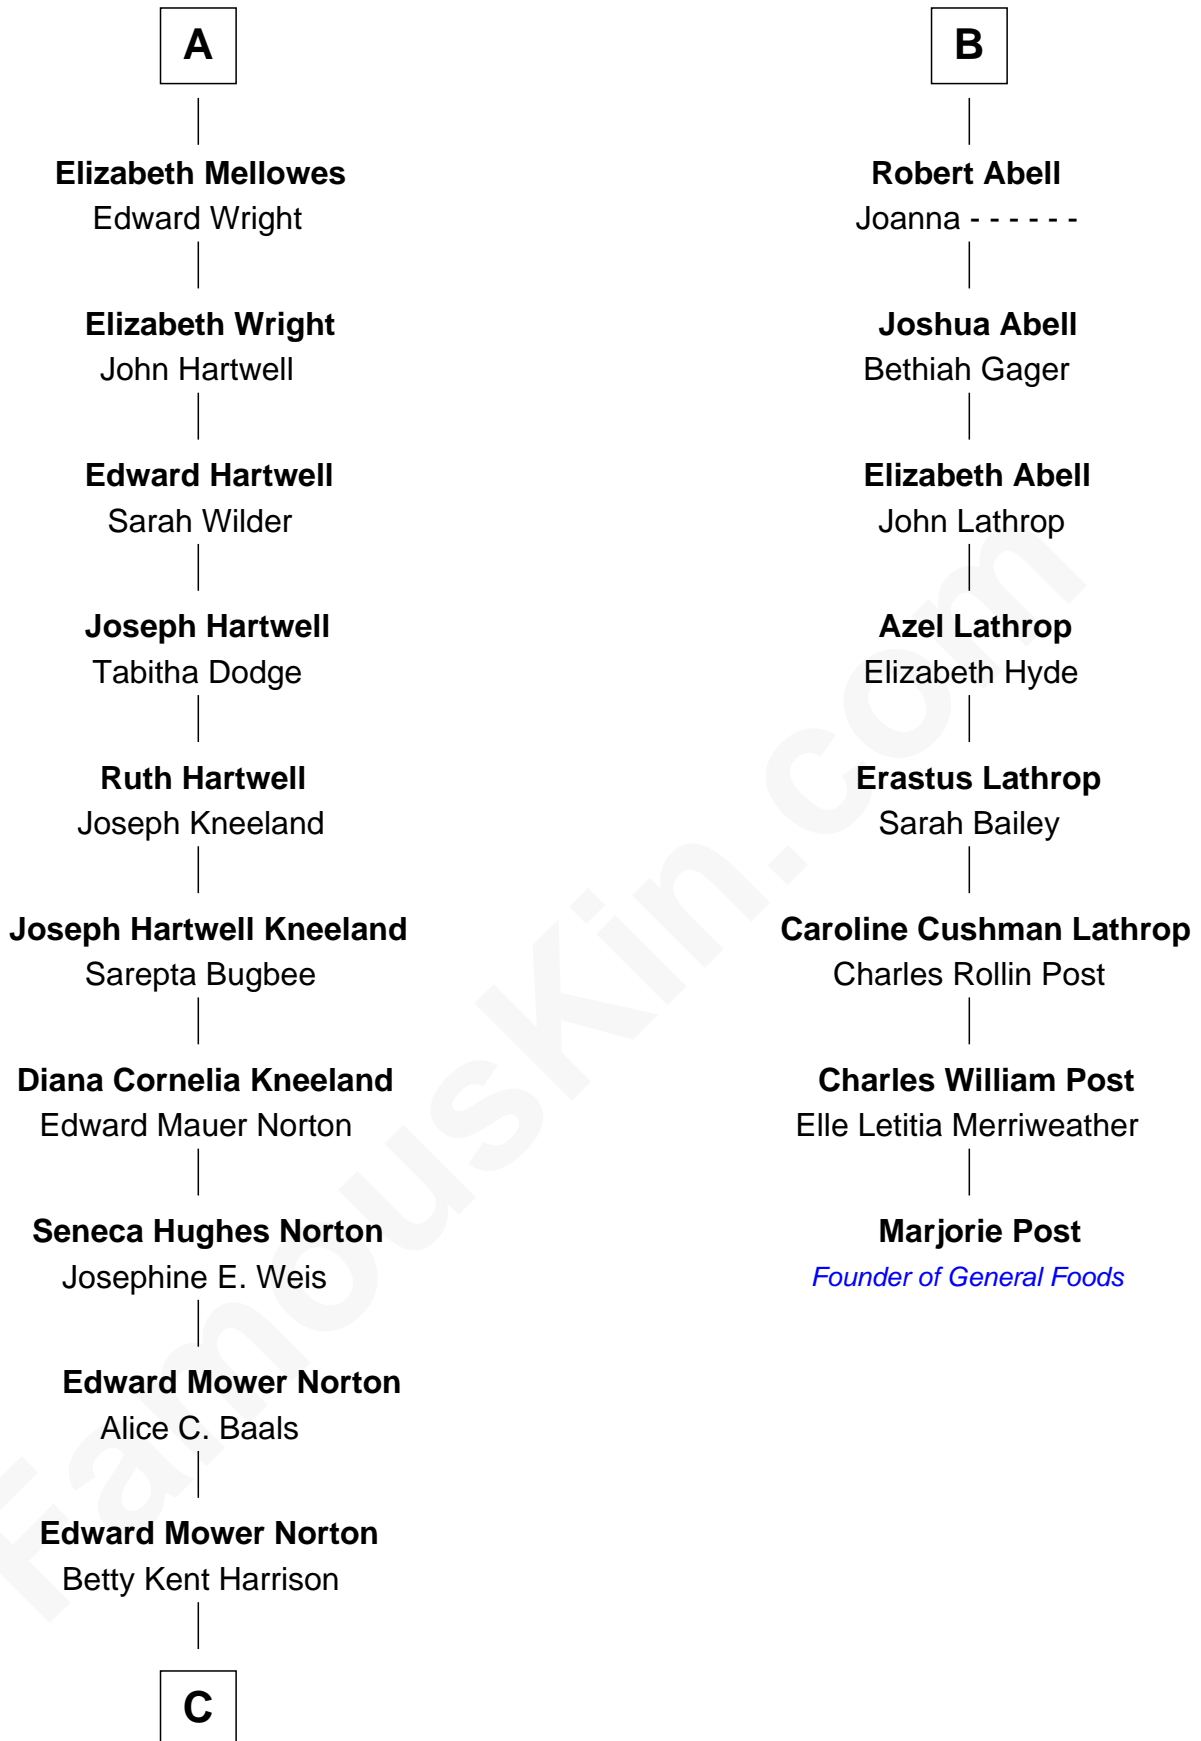 A
Elizabeth Mellowes
Edward Wright
Elizabeth Wright
John Hartwell
Edward Hartwell
Sarah Wilder
Joseph Hartwell
Tabitha Dodge
Ruth Hartwell
Joseph Kneeland
Joseph Hartwell Kneeland
Sarepta Bugbee
Diana Cornelia Kneeland
Edward Mauer Norton
Seneca Hughes Norton
Josephine E. Weis
Edward Mower Norton
Alice C. Baals
Edward Mower Norton
Betty Kent Harrison
C
B
Robert Abell
Joanna - - - - - -
Joshua Abell
Bethiah Gager
Elizabeth Abell
John Lathrop
Azel Lathrop
Elizabeth Hyde
Erastus Lathrop
Sarah Bailey
Caroline Cushman Lathrop
Charles Rollin Post
Charles William Post
Elle Letitia Merriweather
Marjorie Post
Founder of General Foods
FamousKin.com